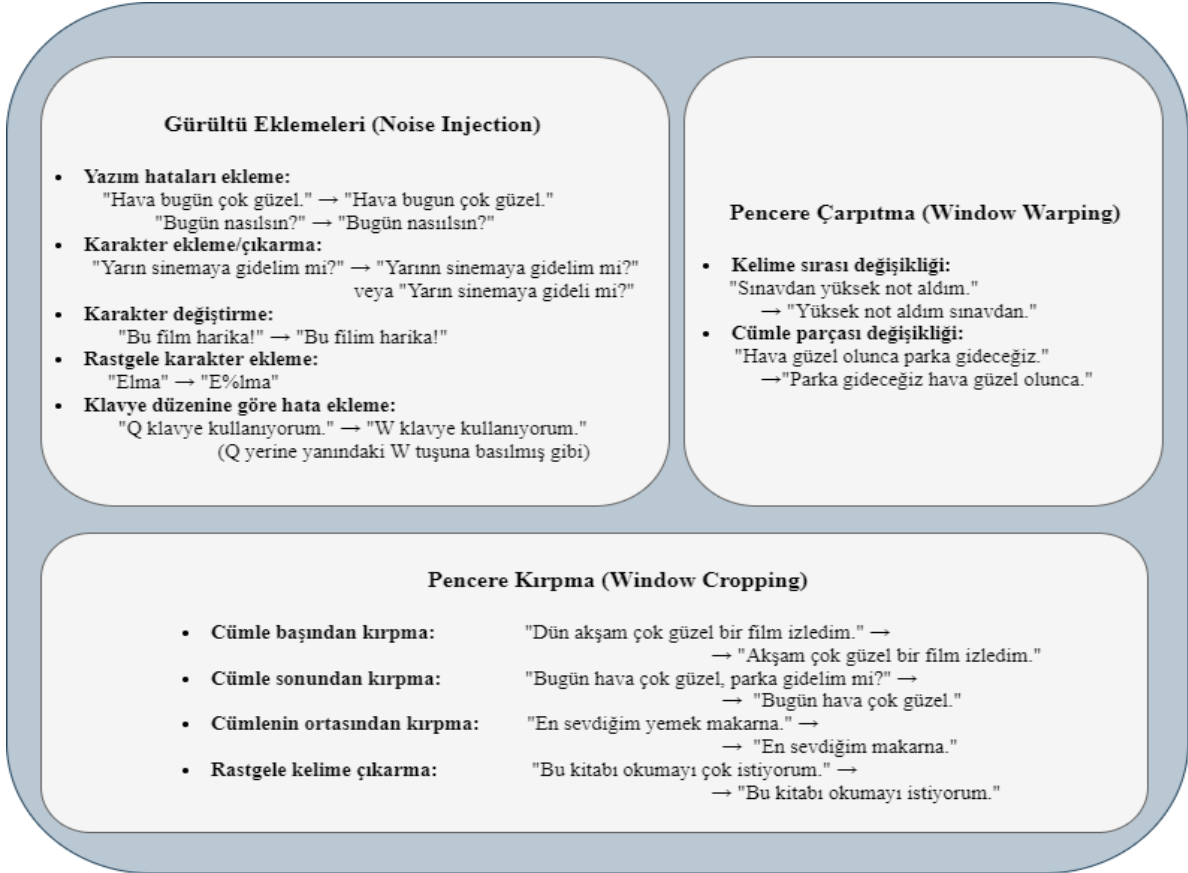 Gürültü Eklemeleri (Noise Injection)
• Yazım hataları ekleme:
"Hava bugün çok güzel." → "Hava bugun çok güzel."
"Bugün nasılsın?" → "Bugün nasıılsın?"
• Karakter ekleme/çıkarma:
"Yarın sinemaya gidelim mi?" → "Yarınn sinemaya gidelim mi?"
veya "Yarın sinemaya gideli mi?"
• Karakter değiştirme:
"Bu film harika!" → "Bu filim harika!"
• Rastgele karakter ekleme:
"Elma" → "E%lma"
• Klavye düzenine göre hata ekleme:
"Q klavye kullanıyorum." → "W klavye kullanıyorum."
(Q yerine yanındaki W tuşuna basılmış gibi)
Pencere Çarpıtma (Window Warping)
• Kelime sırası değişikliği:
"Sınavdan yüksek not aldım."
→ "Yüksek not aldım sınavdan."
• Cümle parçası değişikliği:
"Hava güzel olunca parka gideceğiz."
→"Parka gideceğiz hava güzel olunca."
Pencere Kırpma (Window Cropping)
• Cümle başından kırpma: "Dün akşam çok güzel bir film izledim." →
→ "Akşam çok güzel bir film izledim."
• Cümle sonundan kırpma: "Bugün hava çok güzel, parka gidelim mi?" →
→ "Bugün hava çok güzel."
• Cümlenin ortasından kırpma: "En sevdiğim yemek makarna." →
→ "En sevdiğim makarna."
• Rastgele kelime çıkarma: "Bu kitabı okumayı çok istiyorum." →
→ "Bu kitabı okumayı istiyorum."